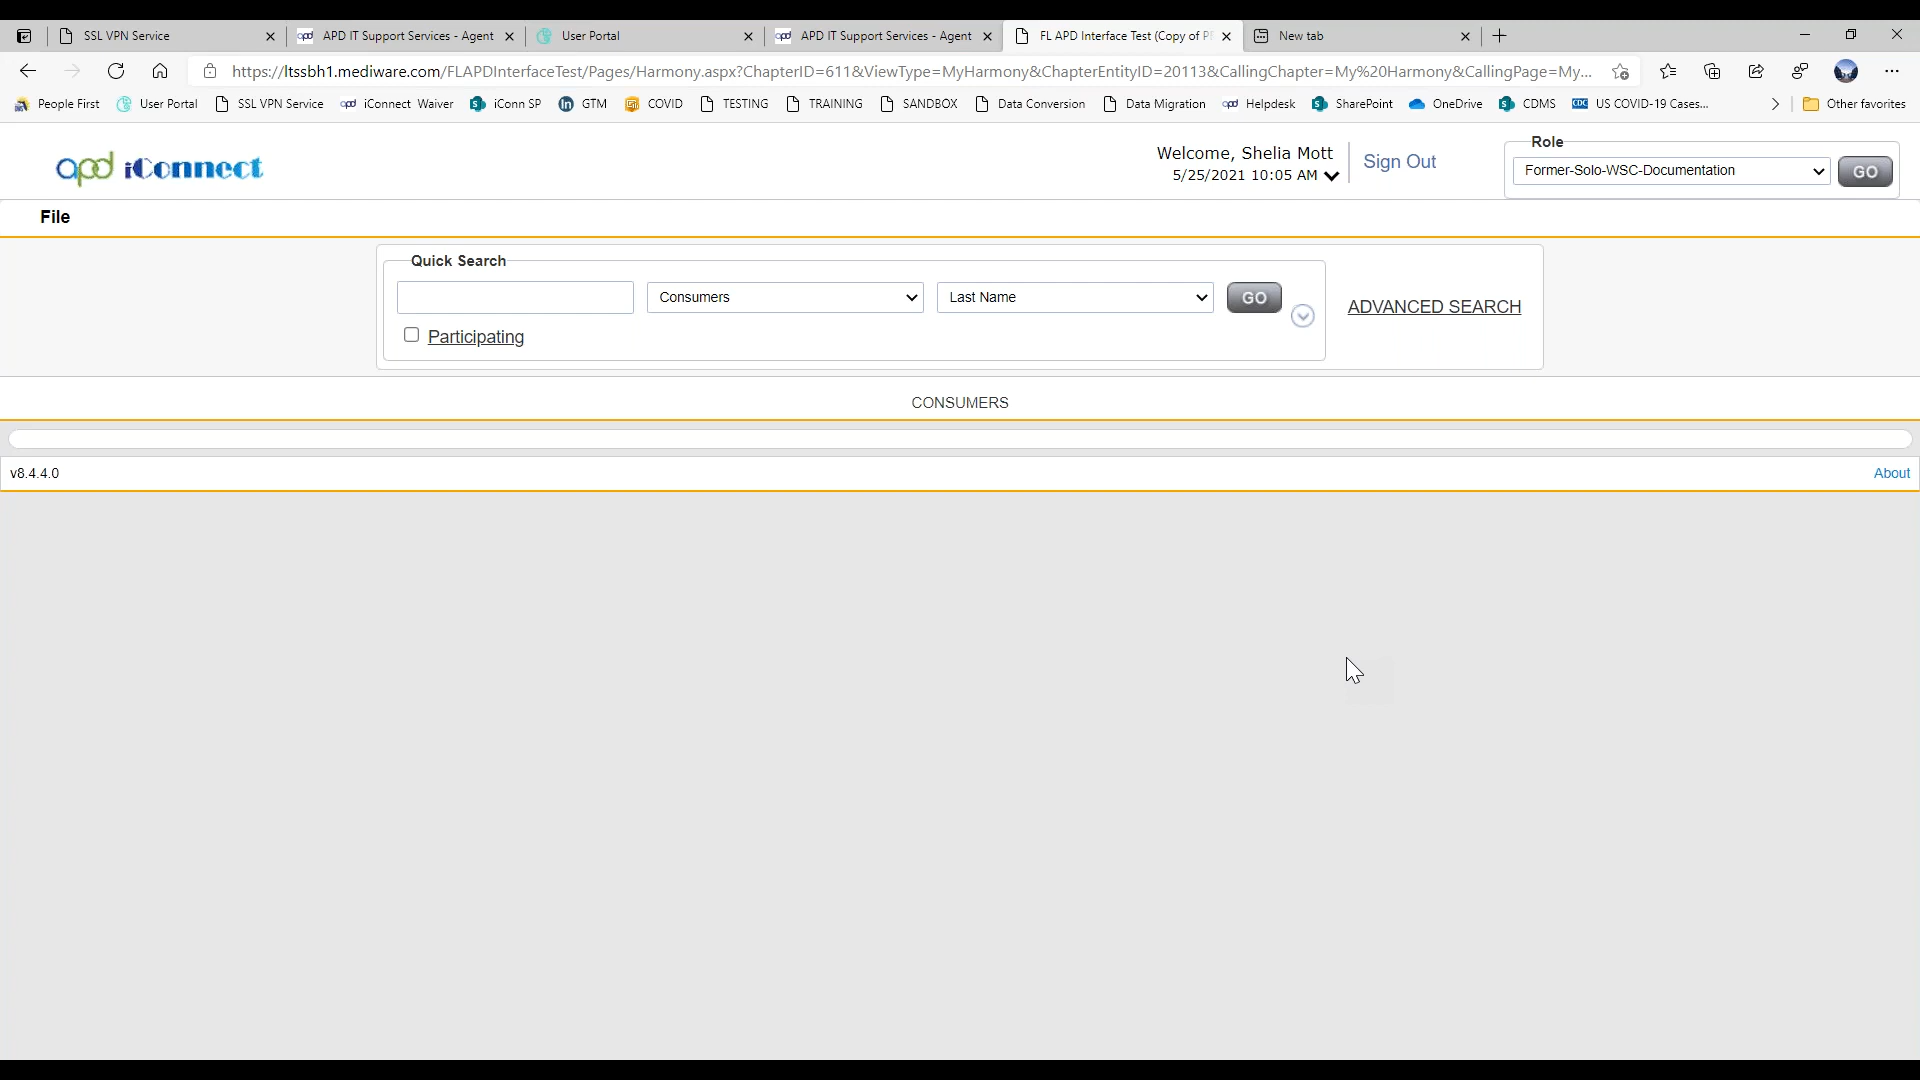 SSL VPN Service
APD IT Support Services - Agent
User Portal
APD IT Support Services - Agent
FL APD Interface Test (Copy of P
New tab
https://ltssbh1.mediware.com/FLAPDInterfaceTest/Pages/Harmony.aspx?ChapterID=611&ViewType=MyHarmony&ChapterEntityID=20113&CallingChapter=My%20Harmony&CallingPage=My...
People First
User Portal
SSL VPN Service
apd
iConnect Waiver
iConn SP
GTM
COVID
TESTING
TRAINING
SANDBOX
Data Conversion
Data Migration
apd
Helpdesk
SharePoint
OneDrive
CDMS
CDC
US COVID-19 Cases...
Other favorites
apd iConnect
Welcome, Shelia Mott
5/25/2021 10:05 AM
Sign Out
Role
Former-Solo-WSC-Documentation
GO
File
Quick Search
Consumers
Last Name
GO
ADVANCED SEARCH
Participating
CONSUMERS
v8.4.4.0
About